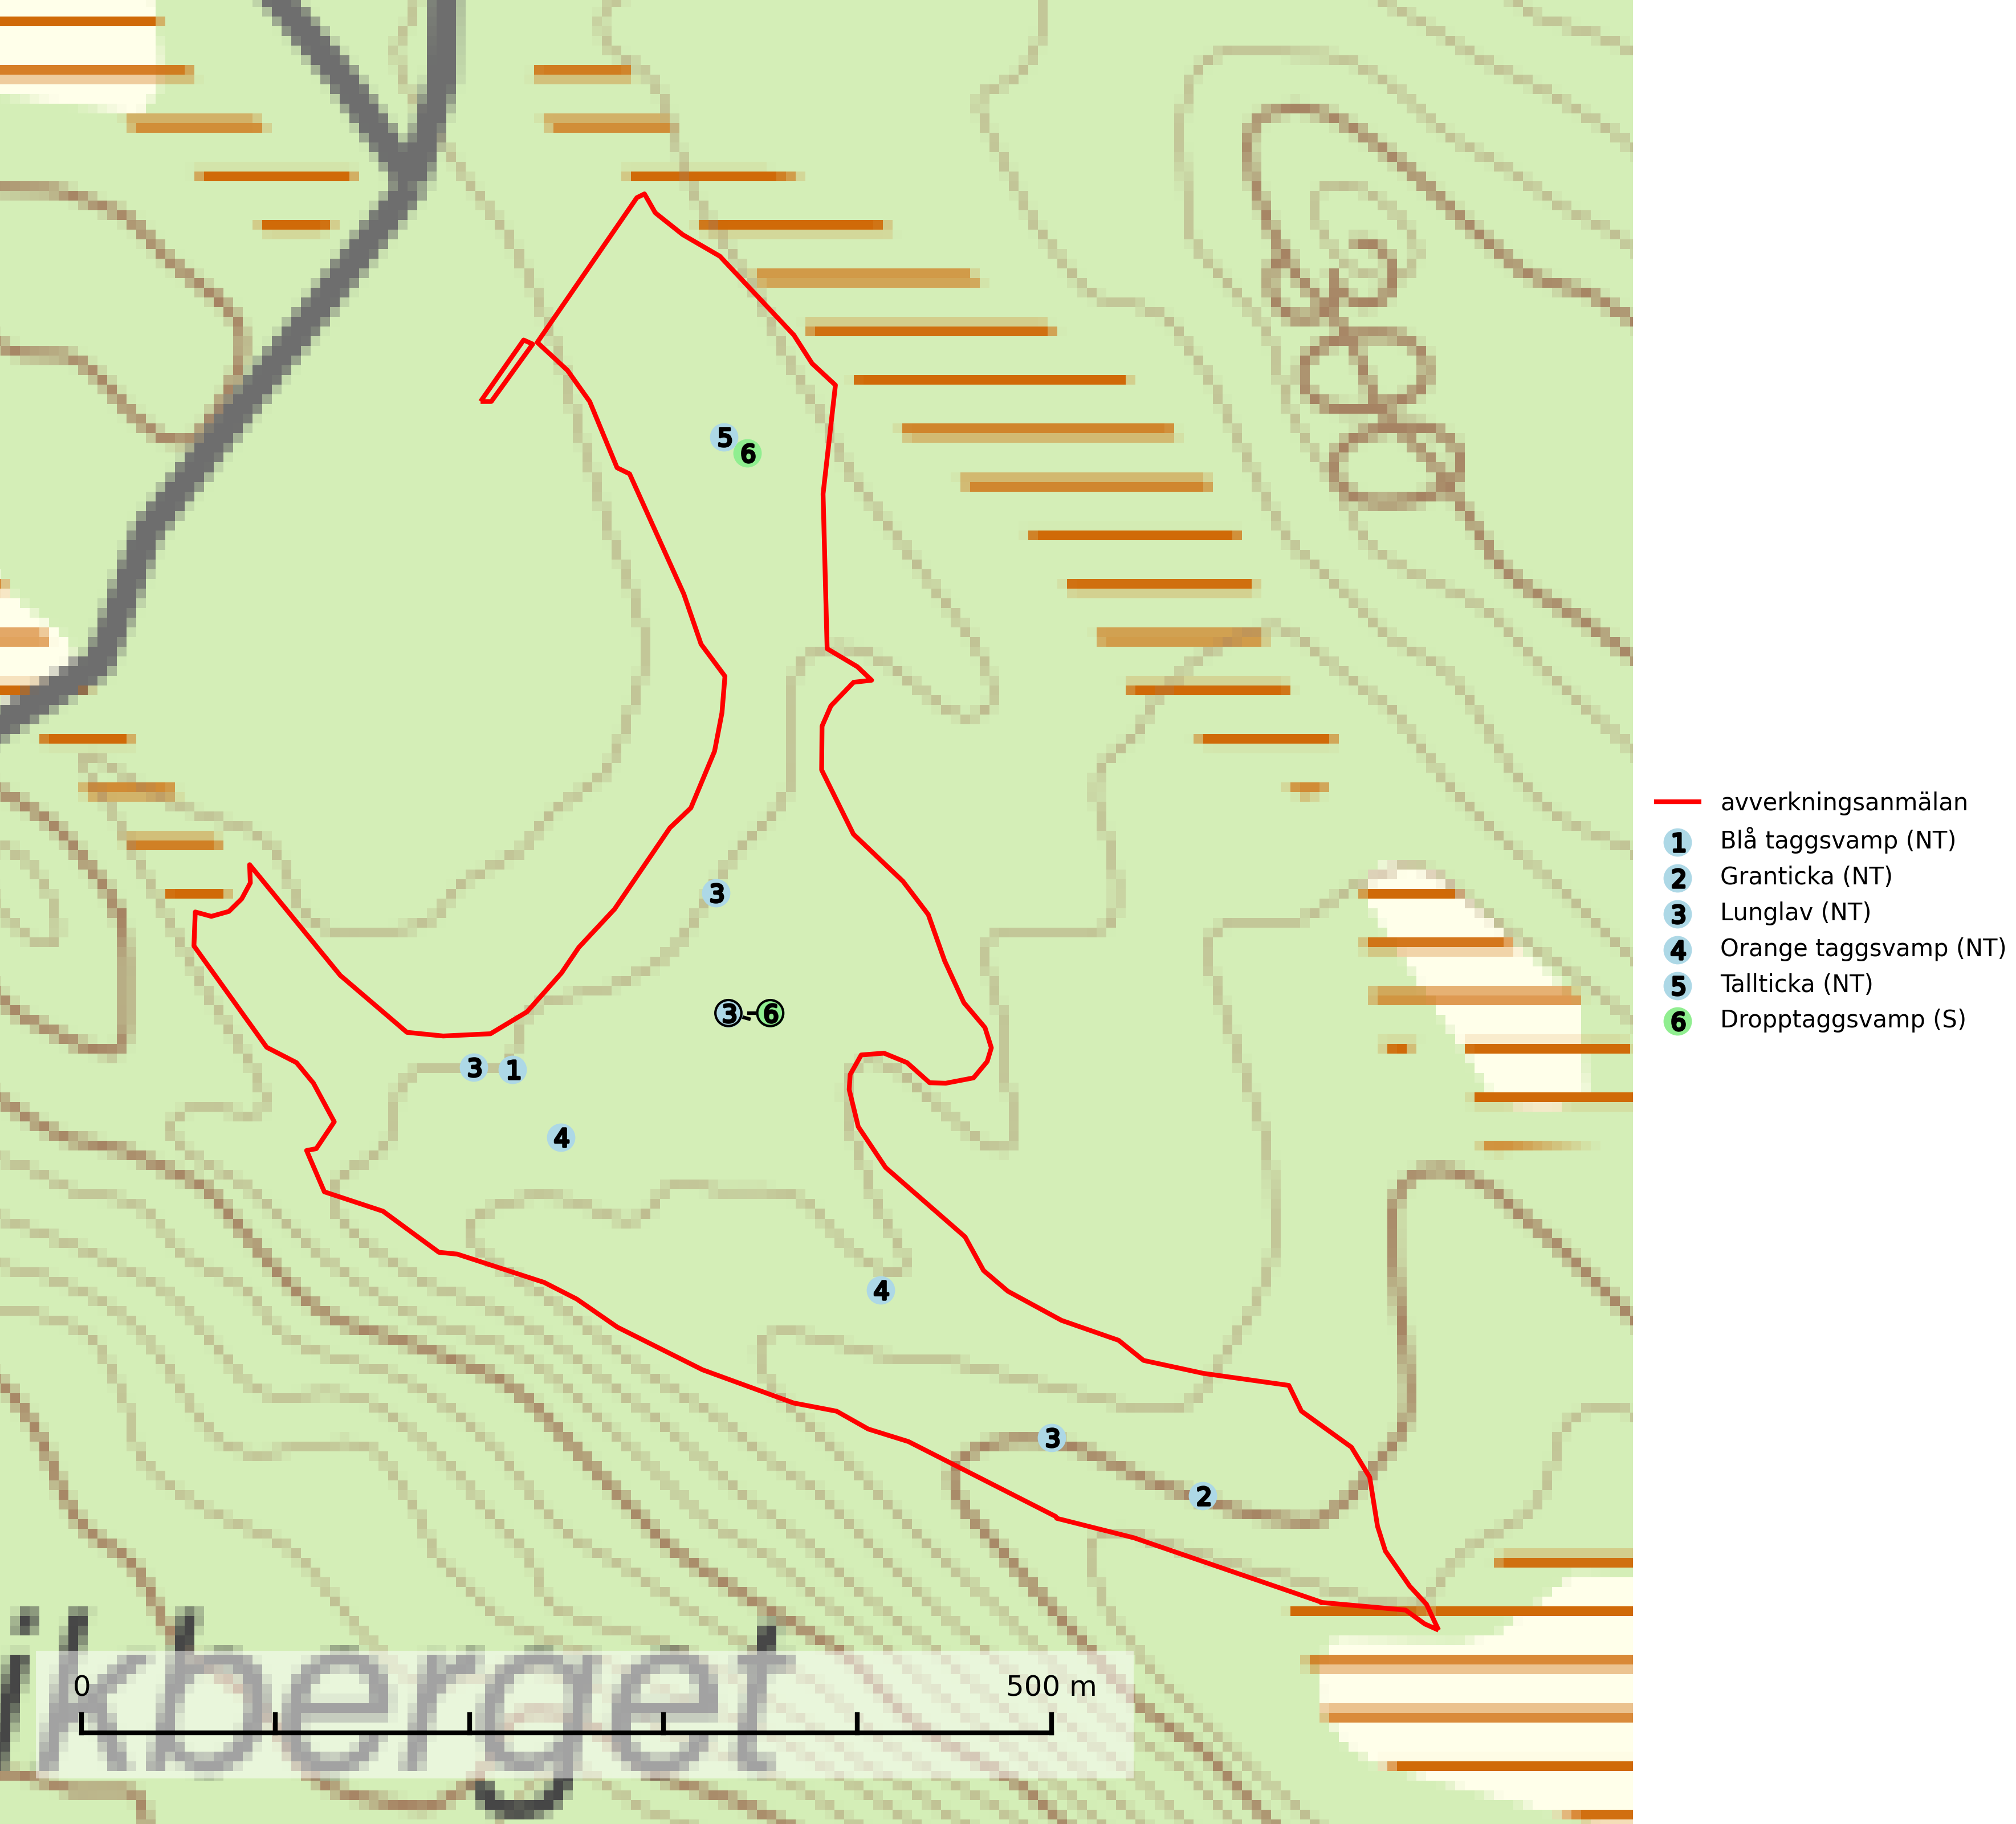 5
6
3
3-6
3 1
4
4
3
2
ikberget
0 500 m
avverkningsanmälan
1 Blå taggsvamp (NT)
2 Granticka (NT)
3 Lunglav (NT)
4 Orange taggsvamp (NT)
5 Tallticka (NT)
6 Dropptaggsvamp (S)